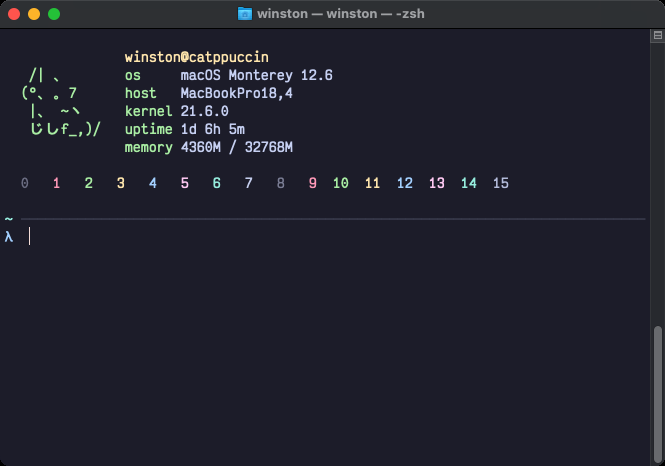 winston — winston — -zsh
winston@catppuccin
/| 、 os macOS Monterey 12.6
(°、 。7 host MacBookPro18,4
|、 ~ヽ kernel 21.6.0
じしf_,)/ uptime 1d 6h 5m
memory 4360M / 32768M
0 1 2 3 4 5 6 7 8 9 10 11 12 13 14 15
~
λ